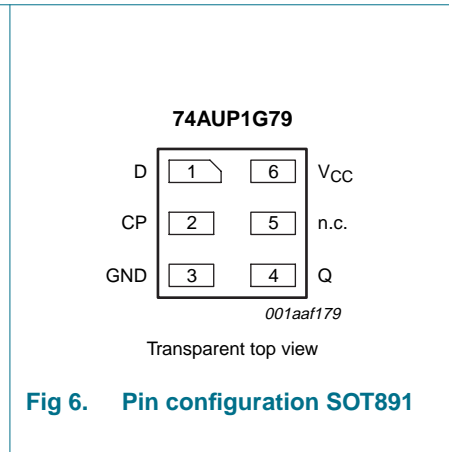 74AUP1G79
D 1 6 VCC
CP 2 5 n.c.
GND 3 4 Q
001aaf179
Transparent top view
Fig 6. Pin configuration SOT891